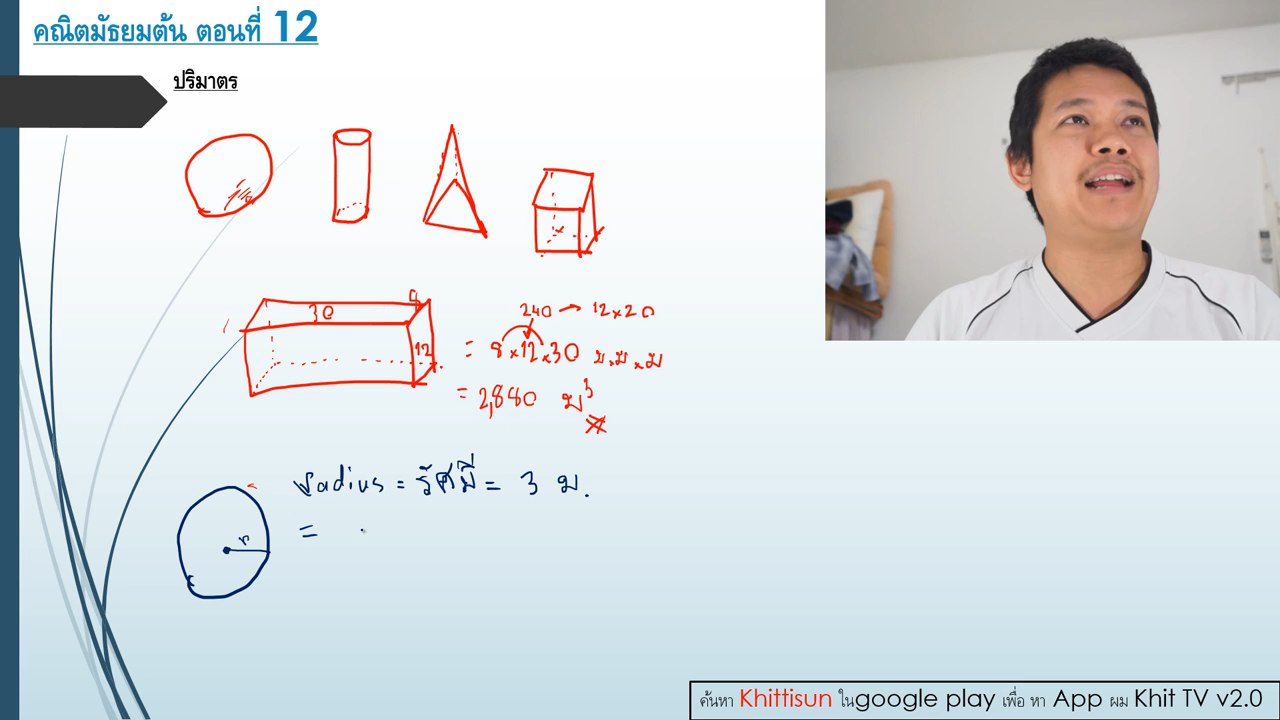 คณิตมัธยมต้น ตอนที่ 12
ปริมาตร
30
8
12
240 → 12×20
= 8×12×30 ม.ม.ม
= 2,880 ม³
radius = รัศมี = 3 ม.
=
r
ค้นหา Khittisun ในgoogle play เพื่อ หา App ผม Khit TV v2.0